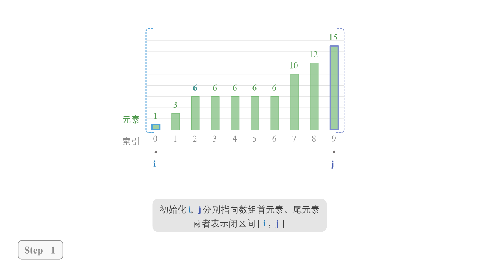 15
12
10
6 6 6 6 6
3
1
元素
索引 0 1 2 3 4 5 6 7 8 9
i j
初始化 i, j 分别指向数组首元素、尾元素
两者表示闭区间 [ i , j ]
Step 1